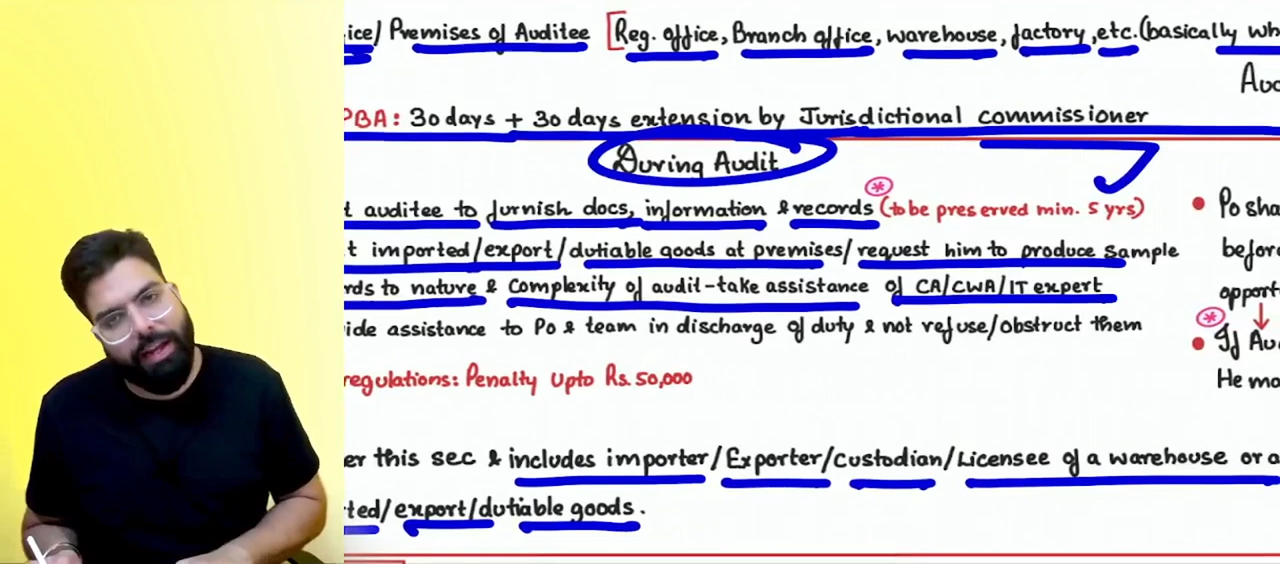 ice/ Premises of Auditee [Reg. office, Branch office, warehouse, factory, etc. (basically wh
Aud
PBA: 30 days + 30 days extension by Jurisdictional commissioner
During Audit
t auditee to furnish docs, information & records * (to be preserved min. 5 yrs)
t imported/export/dutiable goods at premises/request him to produce sample
rds to nature & Complexity of audit-take assistance of CA/CWA/IT expert
ide assistance to Po & team in discharge of duty & not refuse/obstruct them
regulations: Penalty upto Rs. 50,000
er this sec & includes importer/Exporter/custodian/Licensee of a warehouse or a
ted/export/dutiable goods.
• Po sha
before
opport
* • If Au
He ma